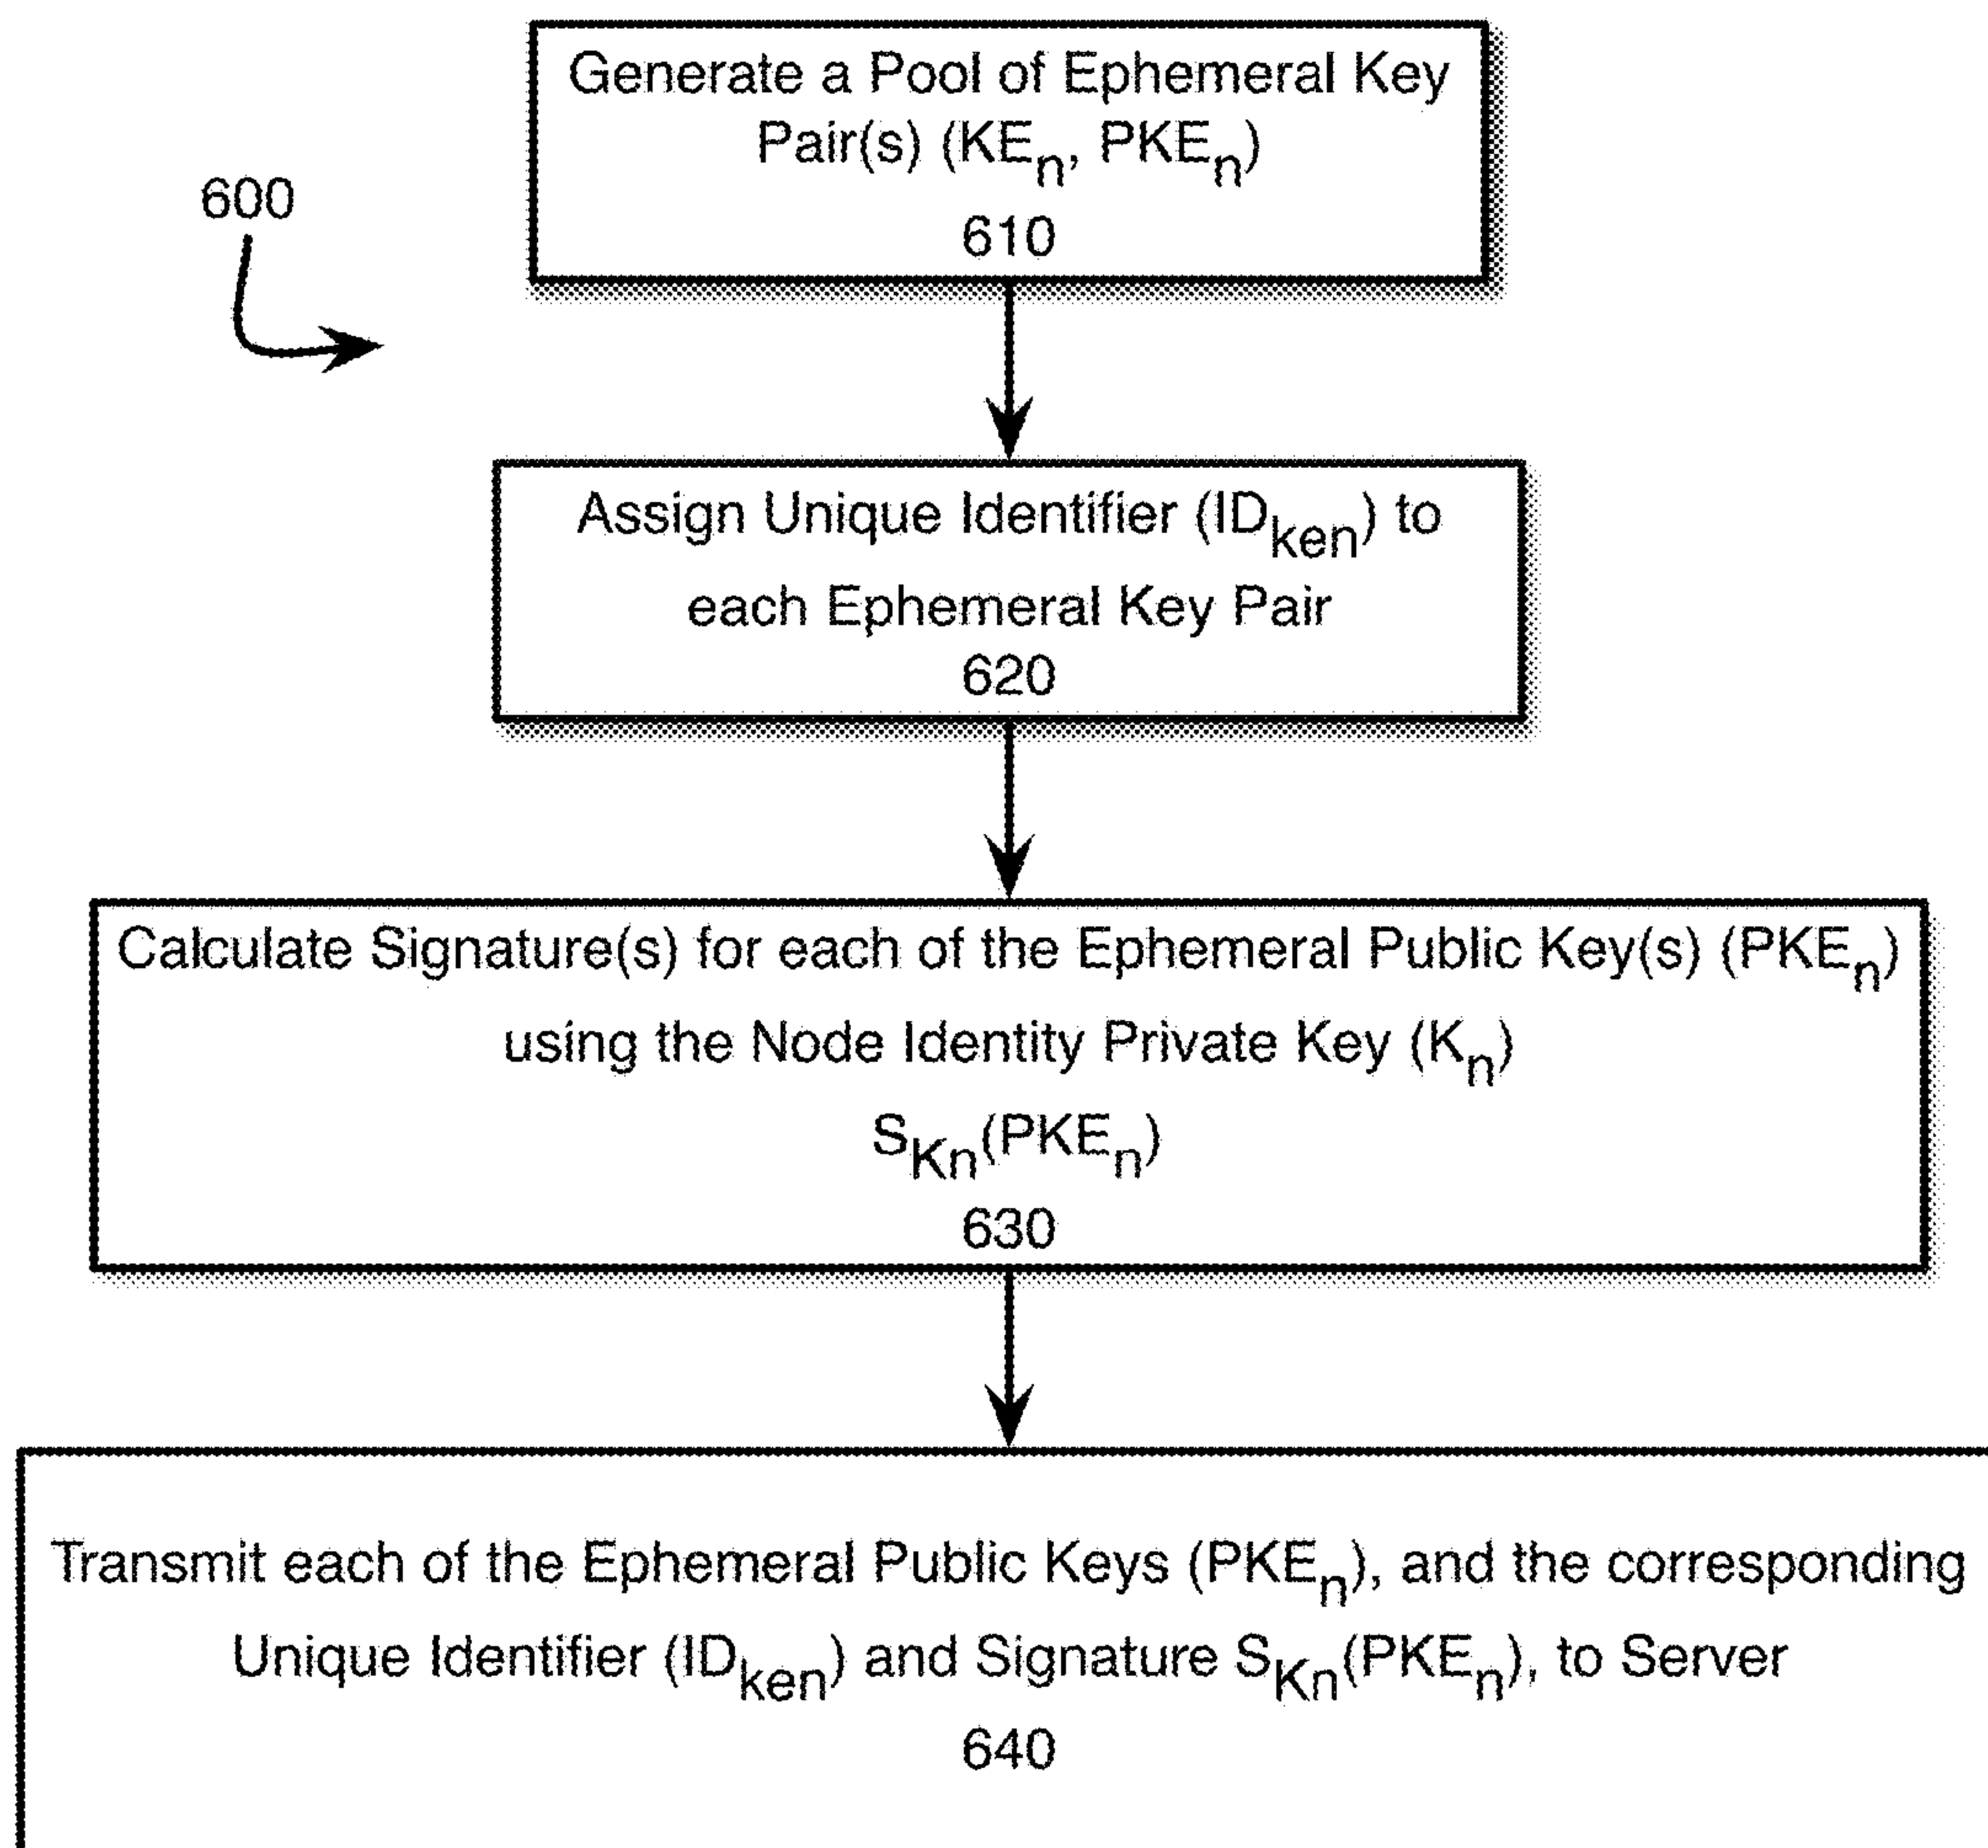 Generate a Pool of Ephemeral Key
Pair(s) (KEn, PKEn)
610
600
Assign Unique Identifier (IDken) to
each Ephemeral Key Pair
620
Calculate Signature(s) for each of the Ephemeral Public Key(s) (PKEn)
using the Node Identity Private Key (Kn)
SKn(PKEn)
630
Transmit each of the Ephemeral Public Keys (PKEn), and the corresponding
Unique Identifier (IDken) and Signature SKn(PKEn), to Server
640